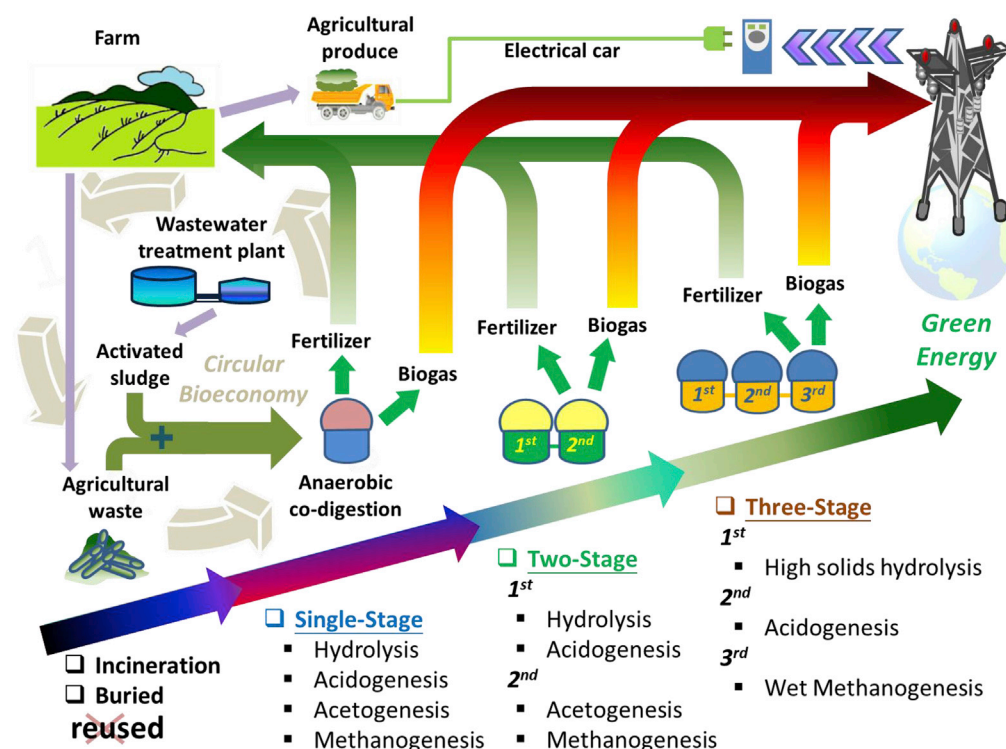 Farm
Agricultural
produce
Electrical car
Wastewater
treatment plant
Activated
sludge
Circular
Bioeconomy
Agricultural
waste
Fertilizer
Biogas
Anaerobic
co-digestion
Fertilizer
Biogas
1st
2nd
Fertilizer
Biogas
1st
2nd
3rd
Green
Energy
Incineration
Buried
reused
Single-Stage
Hydrolysis
Acidogenesis
Acetogenesis
Methanogenesis
Two-Stage
1st
Hydrolysis
Acidogenesis
2nd
Acetogenesis
Methanogenesis
Three-Stage
1st
High solids hydrolysis
2nd
Acidogenesis
3rd
Wet Methanogenesis